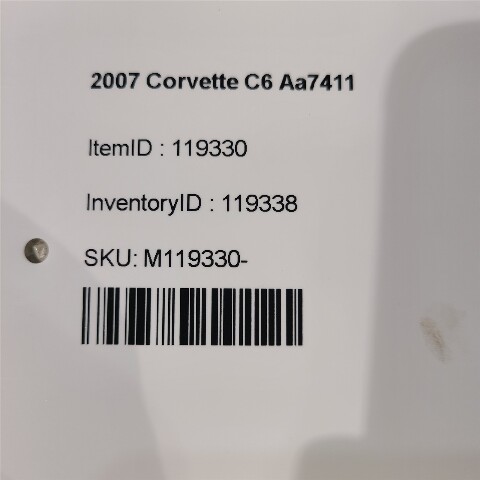 2007 Corvette C6 Aa7411
ItemID : 119330
InventoryID : 119338
SKU: M119330-